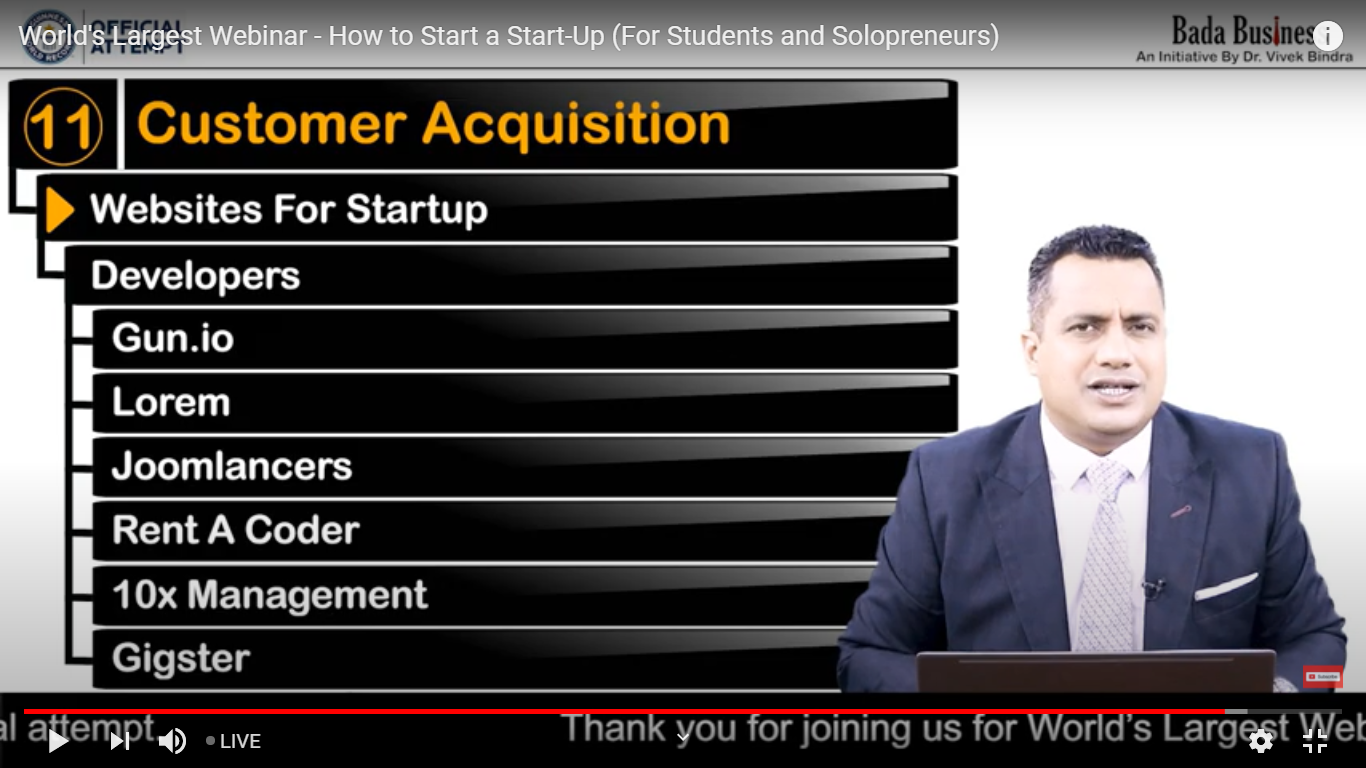 World's Largest Webinar - How to Start a Start-Up (For Students and Solopreneurs)
OFFICIAL
ATTEMPT
Bada Business
An Initiative By Dr. Vivek Bindra
11 Customer Acquisition
Websites For Startup
Developers
Gun.io
Lorem
Joomlancers
Rent A Coder
10x Management
Gigster
Subscribe
al attempt. Thank you for joining us for World's Largest Web
LIVE